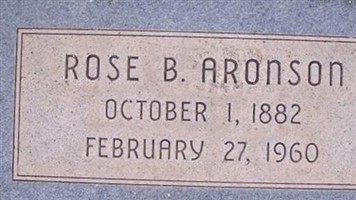 ROSE B. ARONSON
OCTOBER 1, 1882
FEBRUARY 27, 1960